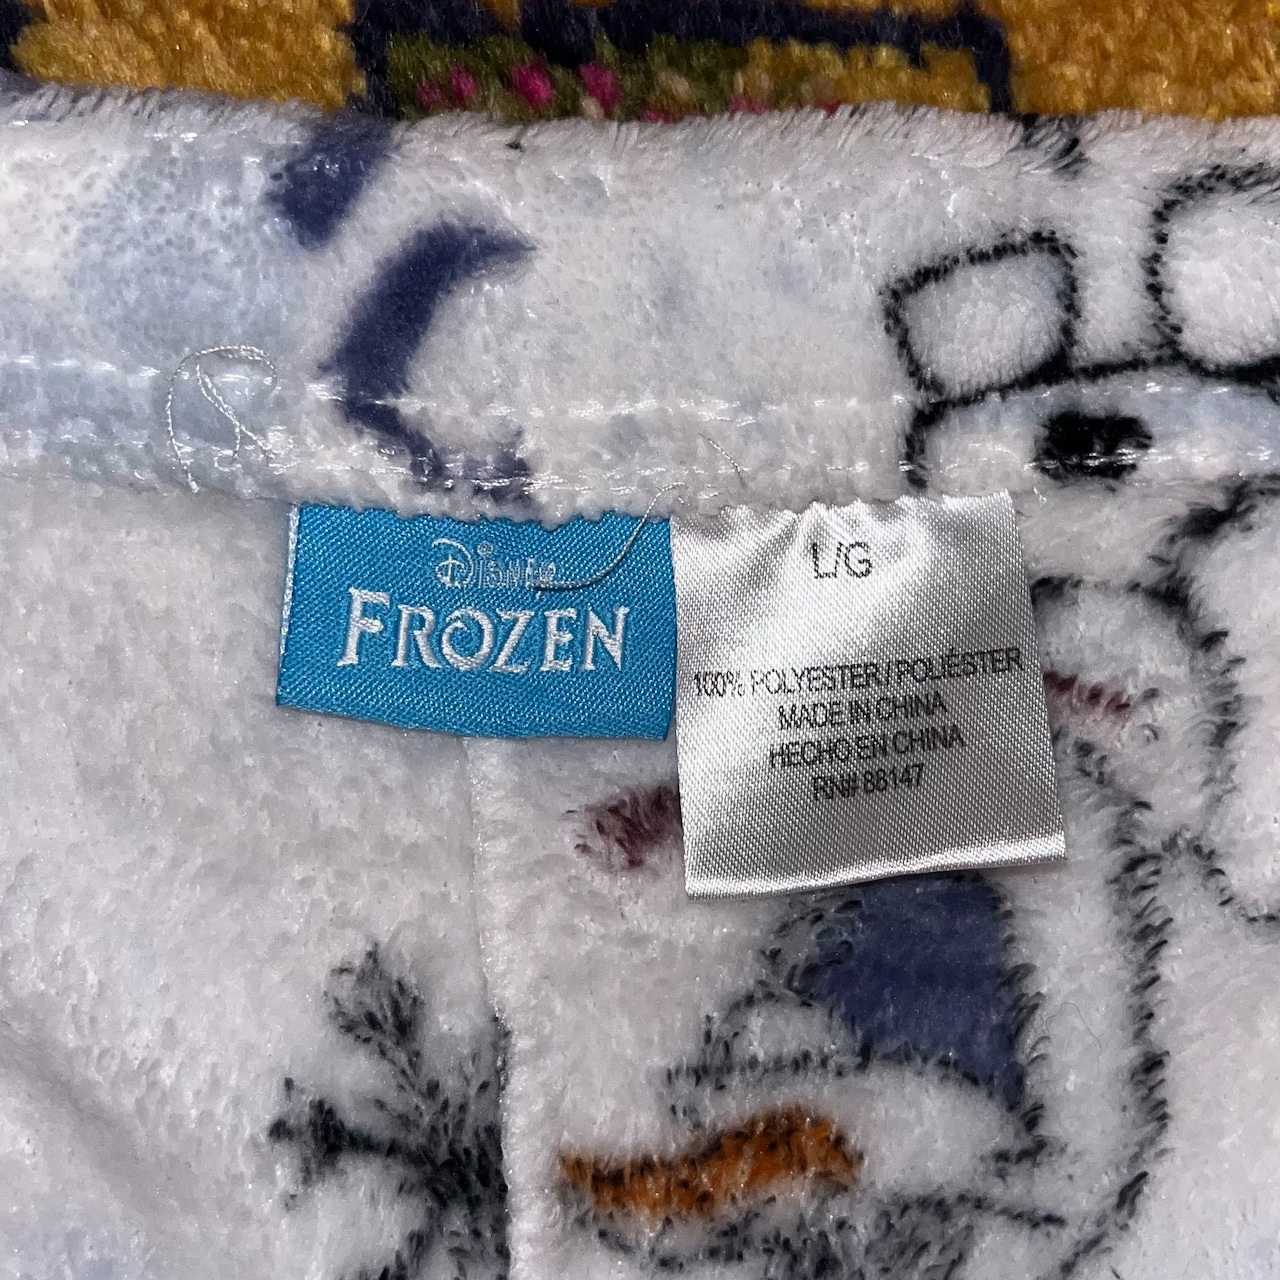 Disney
FROZEN
L/G
100% POLYESTER/POLIÉSTER
MADE IN CHINA
HECHO EN CHINA
RN# 88147